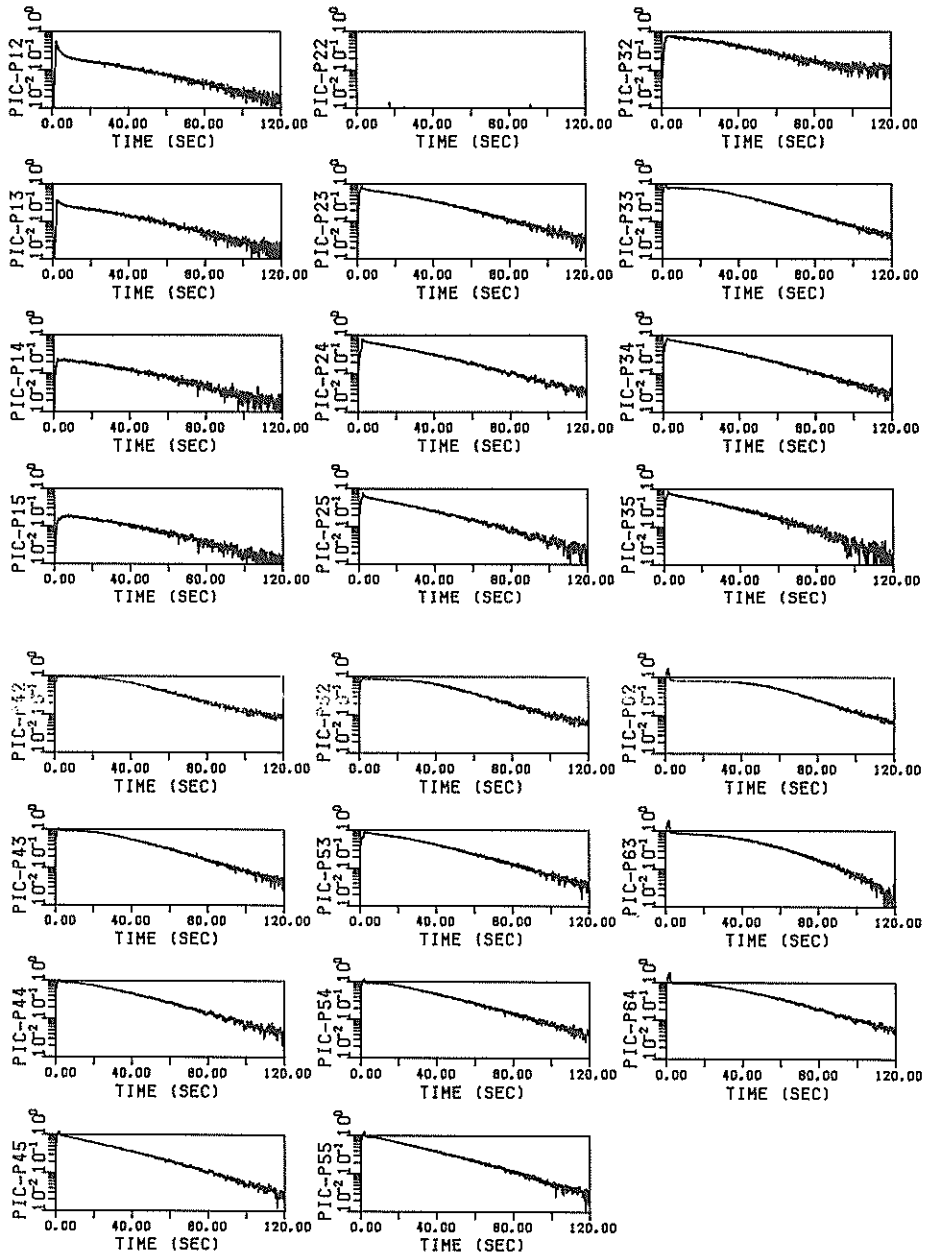 PIC-P12 10⁻² 10⁻¹ 10⁰
0.00 40.00 80.00 120.00
TIME (SEC)
PIC-P22 10⁻² 10⁻¹ 10⁰
0.00 40.00 80.00 120.00
TIME (SEC)
PIC-P32 10⁻² 10⁻¹ 10⁰
0.00 40.00 80.00 120.00
TIME (SEC)
PIC-P13 10⁻² 10⁻¹ 10⁰
0.00 40.00 80.00 120.00
TIME (SEC)
PIC-P23 10⁻² 10⁻¹ 10⁰
0.00 40.00 80.00 120.00
TIME (SEC)
PIC-P33 10⁻² 10⁻¹ 10⁰
0.00 40.00 80.00 120.00
TIME (SEC)
PIC-P14 10⁻² 10⁻¹ 10⁰
0.00 40.00 80.00 120.00
TIME (SEC)
PIC-P24 10⁻² 10⁻¹ 10⁰
0.00 40.00 80.00 120.00
TIME (SEC)
PIC-P34 10⁻² 10⁻¹ 10⁰
0.00 40.00 80.00 120.00
TIME (SEC)
PIC-P15 10⁻² 10⁻¹ 10⁰
0.00 40.00 80.00 120.00
TIME (SEC)
PIC-P25 10⁻² 10⁻¹ 10⁰
0.00 40.00 80.00 120.00
TIME (SEC)
PIC-P35 10⁻² 10⁻¹ 10⁰
0.00 40.00 80.00 120.00
TIME (SEC)
PIC-P42 10⁻² 10⁰
0.00 40.00 80.00 120.00
TIME (SEC)
PIC-P52 10⁻² 10⁰
0.00 40.00 80.00 120.00
TIME (SEC)
PIC-P62 10⁻² 10⁰
0.00 40.00 80.00 120.00
TIME (SEC)
PIC-P43 10⁻² 10⁻¹ 10⁰
0.00 40.00 80.00 120.00
TIME (SEC)
PIC-P53 10⁻² 10⁻¹ 10⁰
0.00 40.00 80.00 120.00
TIME (SEC)
PIC-P63 10⁻² 10⁻¹ 10⁰
0.00 40.00 80.00 120.00
TIME (SEC)
PIC-P44 10⁻² 10⁻¹ 10⁰
0.00 40.00 80.00 120.00
TIME (SEC)
PIC-P54 10⁻² 10⁻¹ 10⁰
0.00 40.00 80.00 120.00
TIME (SEC)
PIC-P64 10⁻² 10⁻¹ 10⁰
0.00 40.00 80.00 120.00
TIME (SEC)
PIC-P45 10⁻² 10⁻¹ 10⁰
0.00 40.00 80.00 120.00
TIME (SEC)
PIC-P55 10⁻² 10⁻¹ 10⁰
0.00 40.00 80.00 120.00
TIME (SEC)